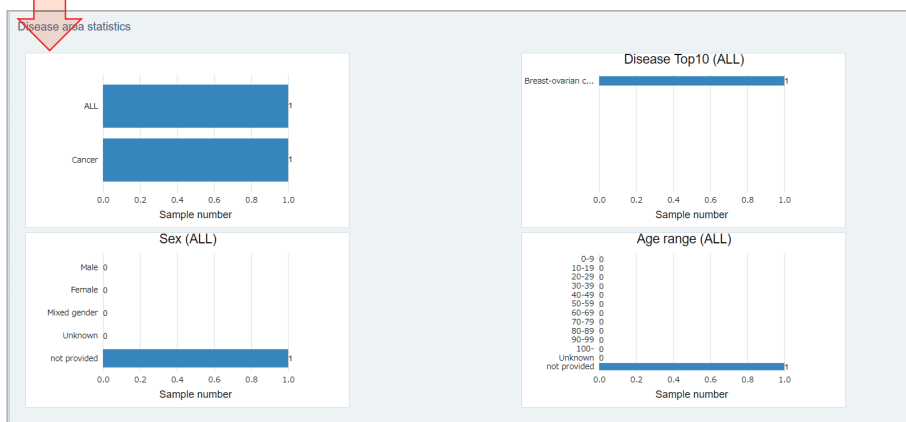 Disease area statistics
ALL 1
Cancer 1
0.0 0.2 0.4 0.6 0.8 1.0
Sample number
Disease Top10 (ALL)
Breast-ovarian c... 1
0.0 0.2 0.4 0.6 0.8 1.0
Sample number
Sex (ALL)
Male 0
Female 0
Mixed gender 0
Unknown 0
not provided 1
0.0 0.2 0.4 0.6 0.8 1.0
Sample number
Age range (ALL)
0-9 0
10-19 0
20-29 0
30-39 0
40-49 0
50-59 0
60-69 0
70-79 0
80-89 0
90-99 0
100- 0
Unknown 0
not provided 1
0.0 0.2 0.4 0.6 0.8 1.0
Sample number